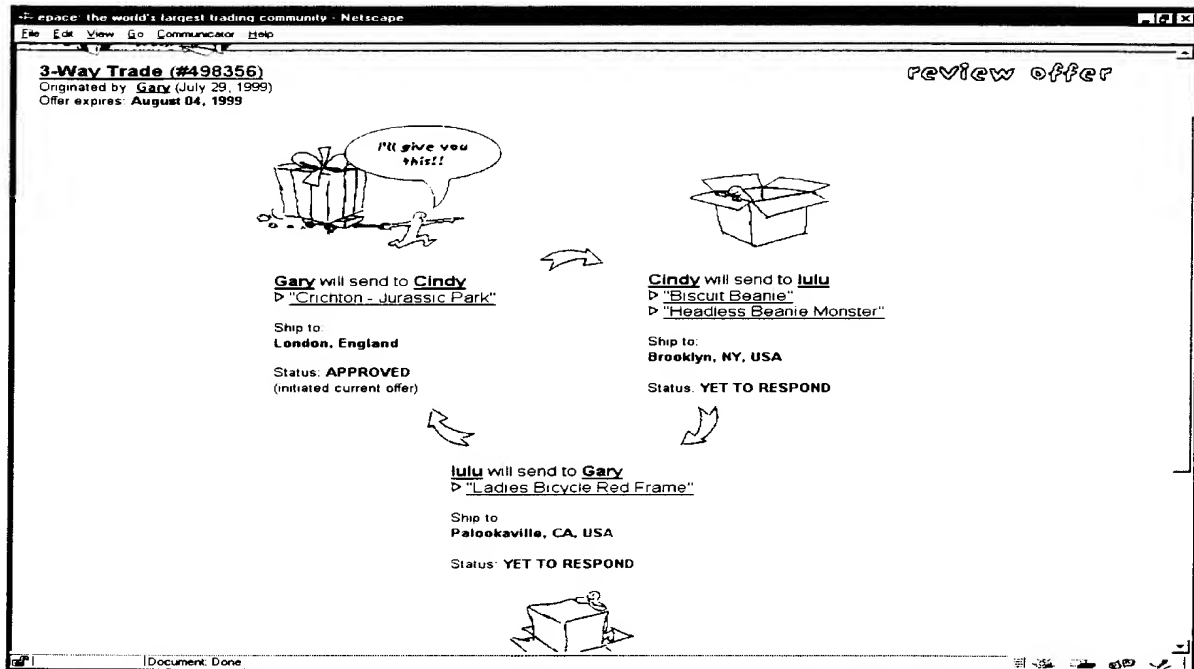 epace: the world's largest trading community - Netscape
File Edit View Go Communicator Help
3-Way Trade (#498356)
Originated by Gary (July 29, 1999)
Offer expires: August 04, 1999
review offer
I'll give you
this!!
Gary will send to Cindy
"Crichton - Jurassic Park"
Ship to:
London, England
Status: APPROVED
(initiated current offer)
Cindy will send to lulu
"Biscuit Beanie"
"Headless Beanie Monster"
Ship to:
Brooklyn, NY, USA
Status: YET TO RESPOND
lulu will send to Gary
"Ladies Bicycle Red Frame"
Ship to
Palookaville, CA, USA
Status: YET TO RESPOND
Document: Done